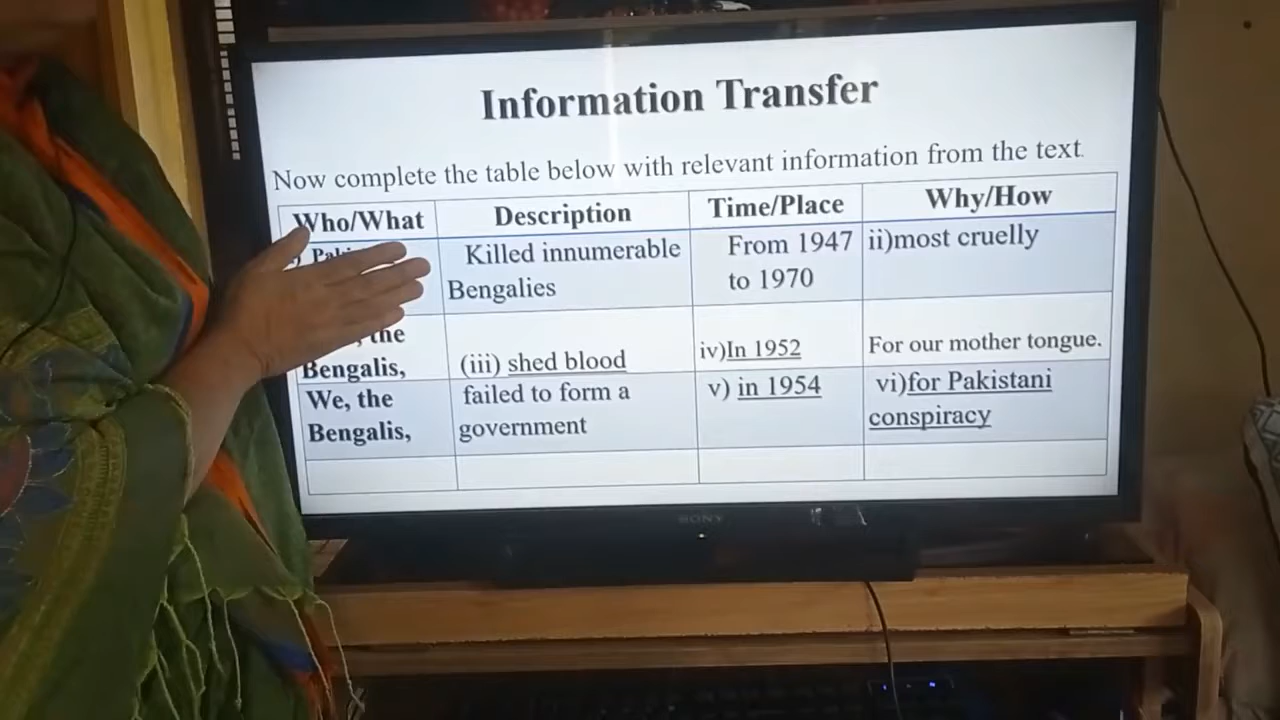 Information Transfer
Now complete the table below with relevant information from the text.
Who/What Description Time/Place Why/How
Killed innumerable From 1947 ii)most cruelly
Bengalies to 1970
the
Bengalis, (iii) shed blood iv)In 1952 For our mother tongue.
We, the failed to form a v) in 1954 vi)for Pakistani
Bengalis, government conspiracy
SONY